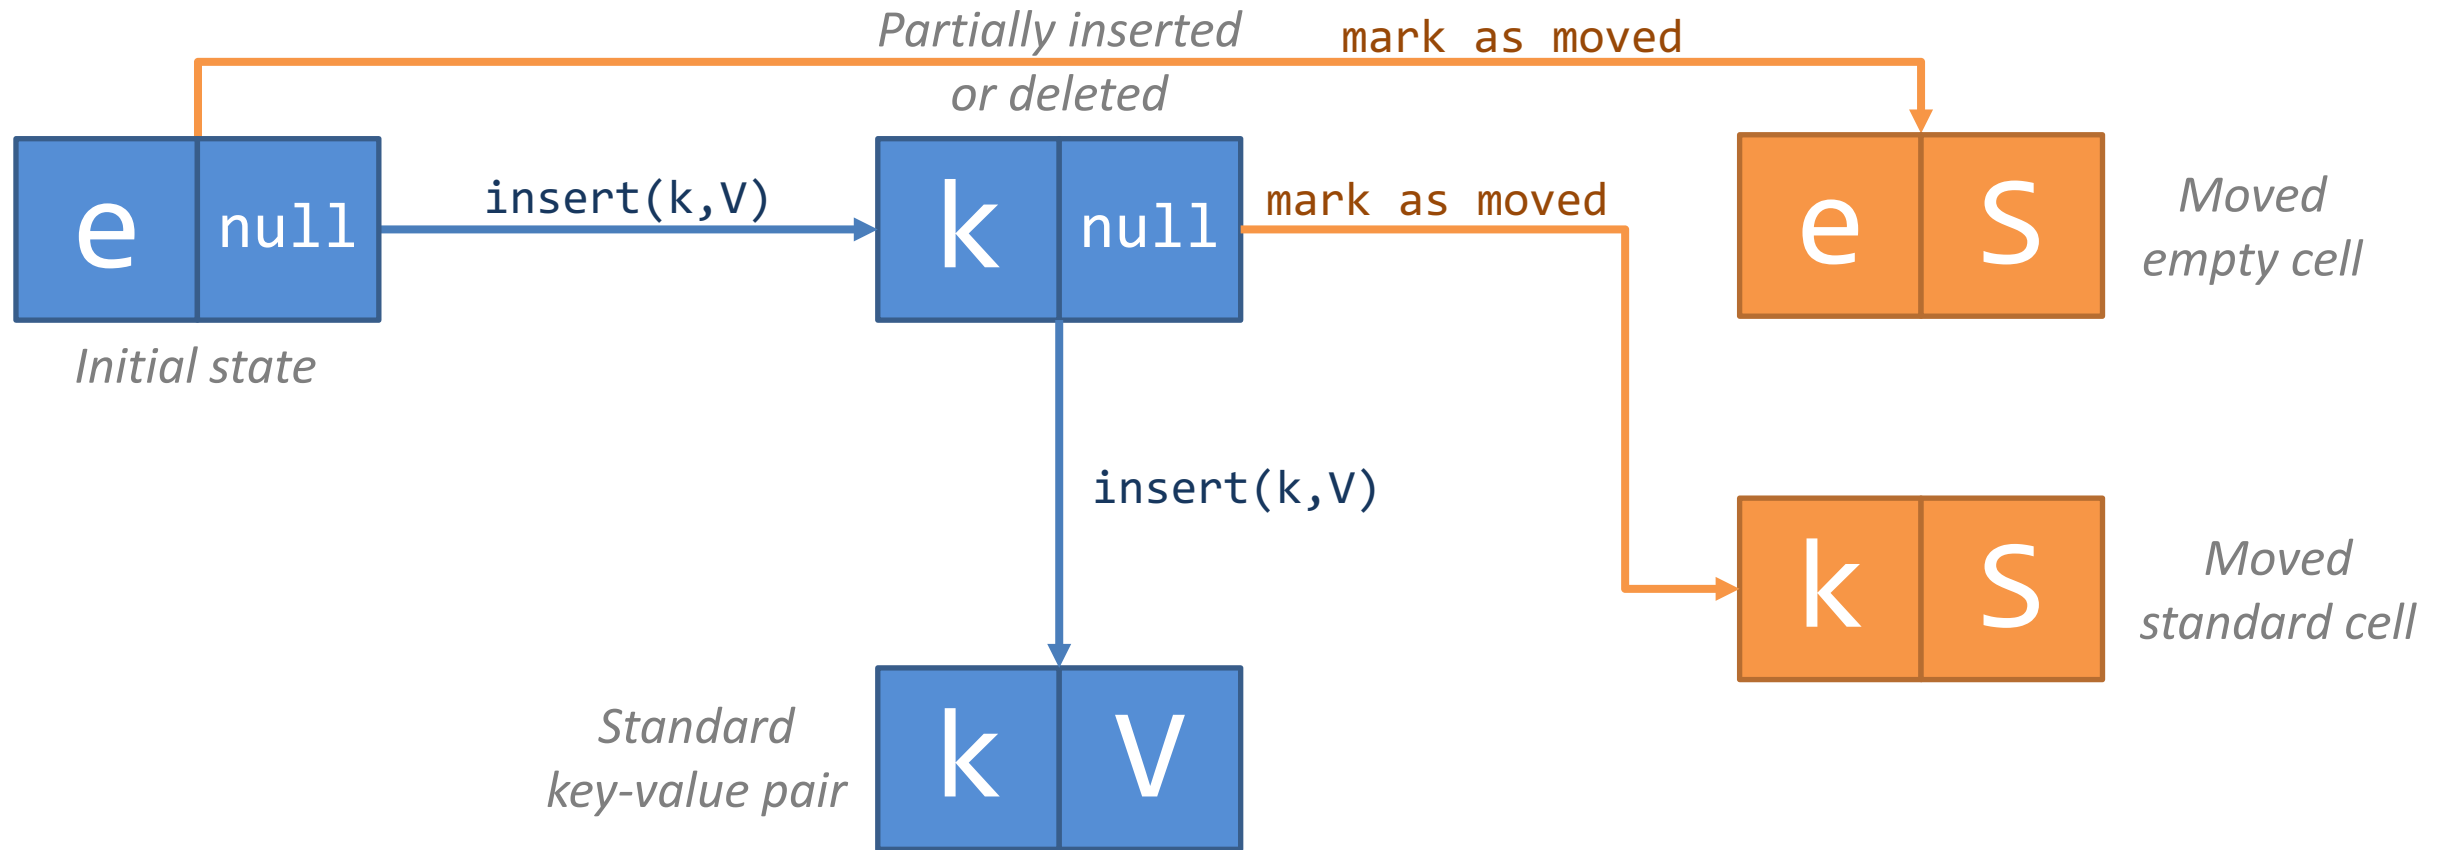 Partially inserted
or deleted
mark as moved
e null
Initial state
insert(k,V)
k null
mark as moved
e S
Moved
empty cell
insert(k,V)
k S
Moved
standard cell
Standard
key-value pair
k V